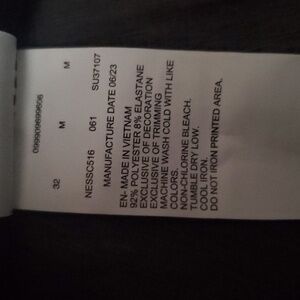 32 M M
NESSC516 061 SU37107
MANUFACTURE DATE 06/23
EN- MADE IN VIETNAM
92% POLYESTER 8% ELASTANE
EXCLUSIVE OF DECORATION
EXCLUSIVE OF TRIMMING
MACHINE WASH COLD WITH LIKE
COLORS.
NON-CHLORINE BLEACH.
TUMBLE DRY LOW.
COOL IRON.
DO NOT IRON PRINTED AREA.